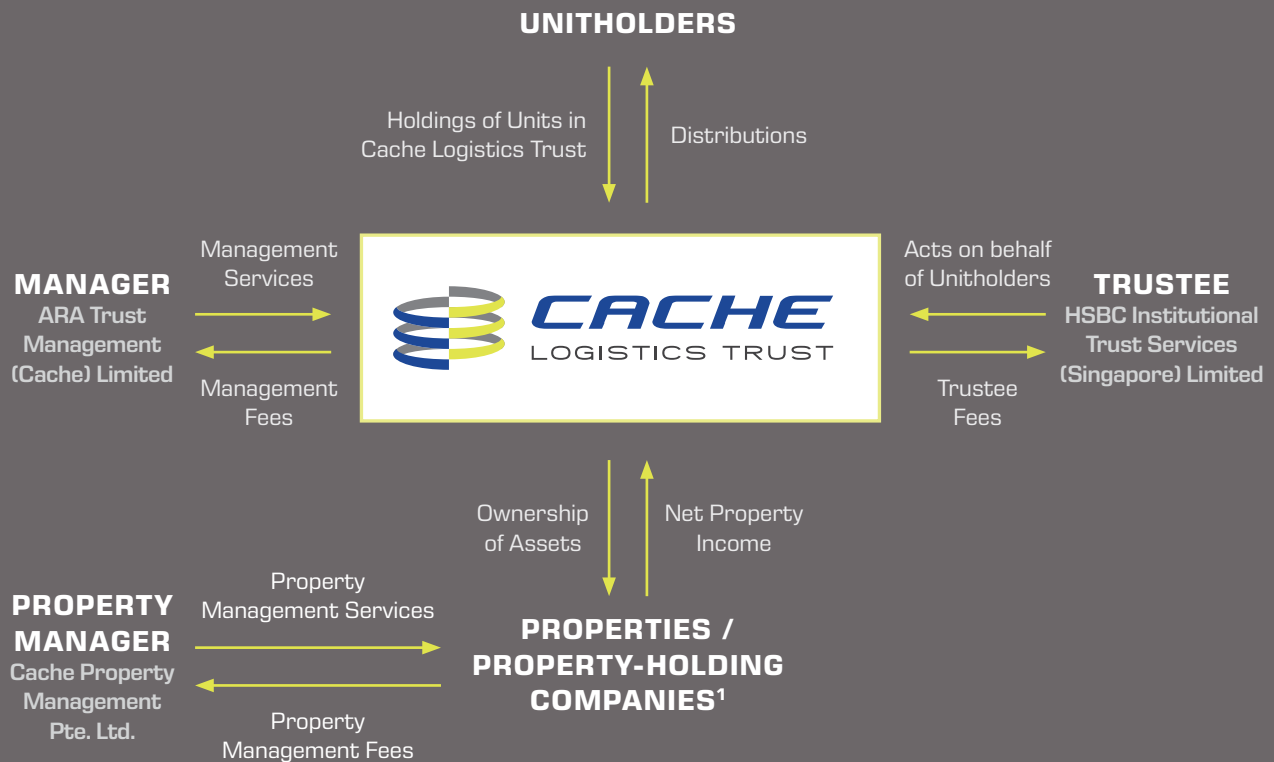 UNITHOLDERS
Holdings of Units in
Cache Logistics Trust
Distributions
MANAGER
ARA Trust
Management
(Cache) Limited
Management
Services
Management
Fees
CACHE
LOGISTICS TRUST
Acts on behalf
of Unitholders
Trustee
Fees
TRUSTEE
HSBC Institutional
Trust Services
(Singapore) Limited
Ownership
of Assets
Net Property
Income
PROPERTY
MANAGER
Cache Property
Management
Pte. Ltd.
Property
Management Services
Property
Management Fees
PROPERTIES /
PROPERTY-HOLDING
COMPANIES¹